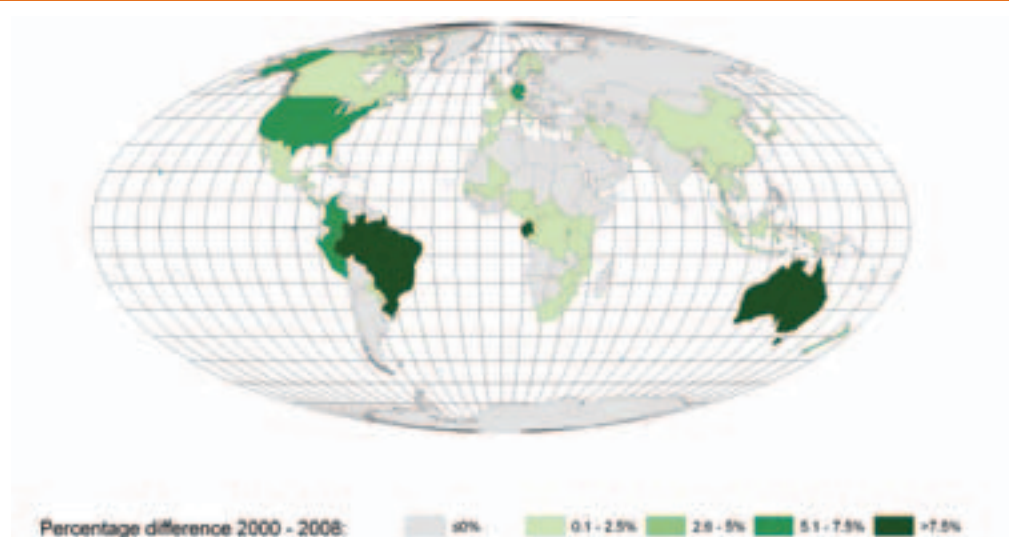 Percentage difference 2000 - 2008: ≤0% 0.1 - 2.5% 2.6 - 5% 5.1 - 7.5% >7.5%